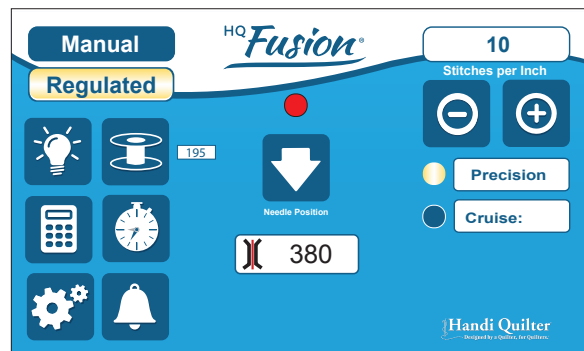 Manual
Regulated
HQ Fusion®
10
Stitches per Inch
195
Needle Position
380
Precision
Cruise:
Handi Quilter
Designed by a Quilter, for Quilters.